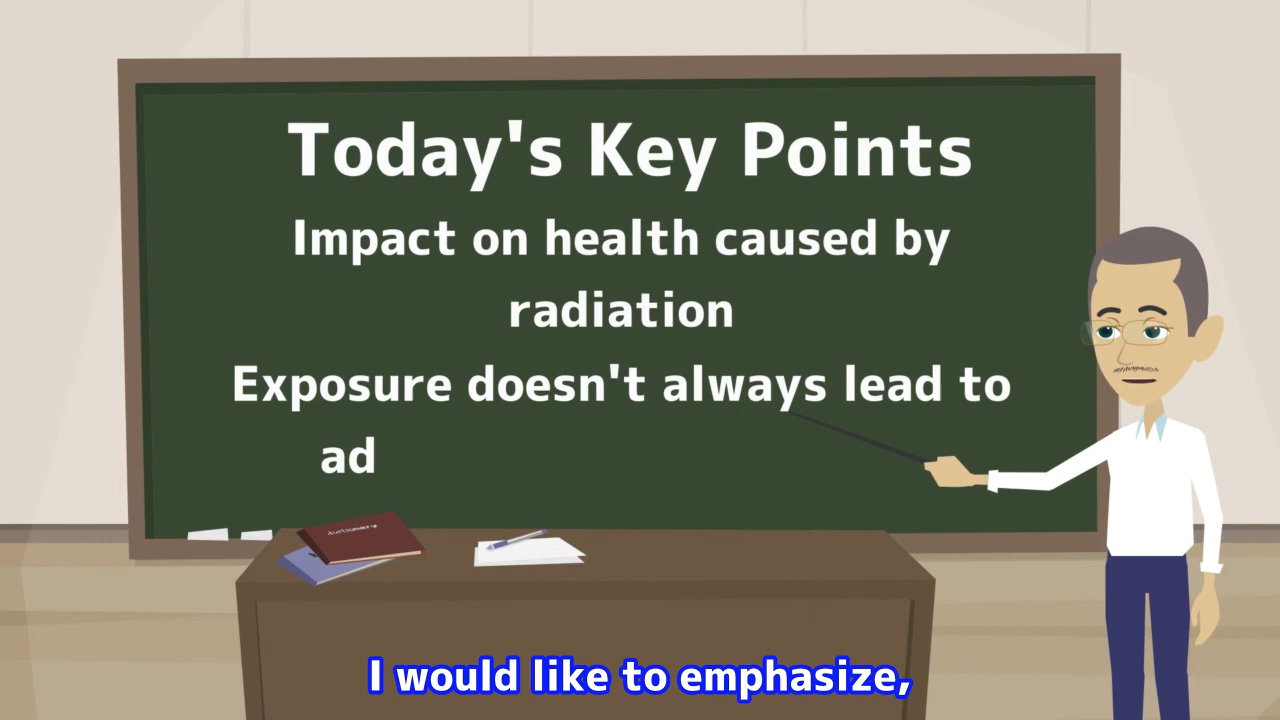 Today's Key Points
Impact on health caused by
radiation
Exposure doesn't always lead to
ad
I would like to emphasize,